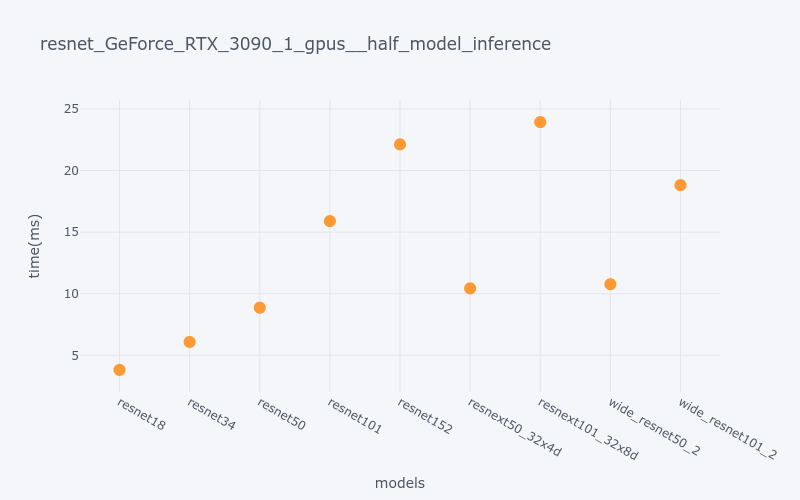 resnet_GeForce_RTX_3090_1_gpus__half_model_inference
25
20
15
10
5
time(ms)
resnet18
resnet34
resnet50
resnet101
resnet152
resnext50_32x4d
resnext101_32x8d
wide_resnet50_2
wide_resnet101_2
models